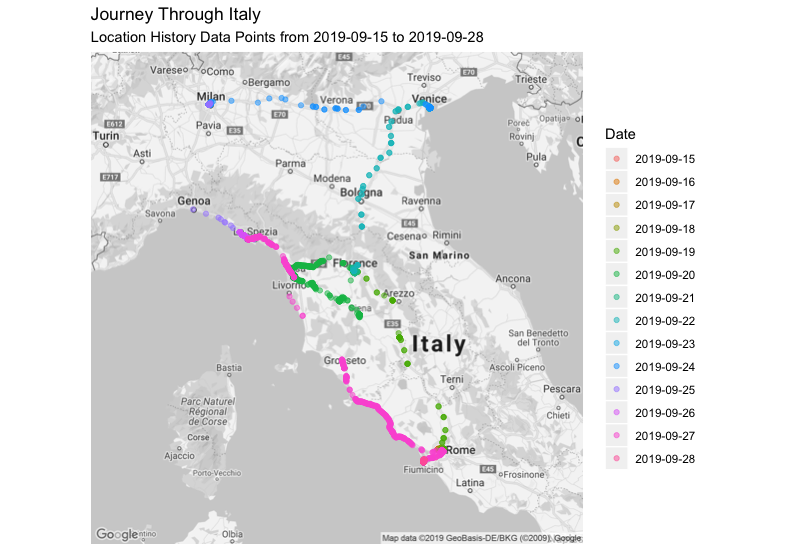 Journey Through Italy
Location History Data Points from 2019-09-15 to 2019-09-28
E45
E70
Treviso
Trieste
Varese
Como
Bergamo
Milan
Verona
E70
Venice
Padua
Poreč
Opatija
Rovinj
E612
Pavia
E35
E70
Turin
Asti
Pula
E717
Parma
Modena
Bologna
Genoa
Savona
La Spezia
Ravenna
E45
Cesena
Rimini
San Marino
Florence
Livorno
Arezzo
Ancona
E35
Italy
San Benedetto
del Tronto
Grosseto
Bastia
Ascoli Piceno
Terni
Pescara
Parc Naturel
Régional
de Corse
Chieti
Corse
Ajaccio
Rome
Fiumicino
Porto-Vecchio
E45
Frosinone
Latina
Olbia
Google
Map data ©2019 GeoBasis-DE/BKG (©2009), Google
Date
2019-09-15
2019-09-16
2019-09-17
2019-09-18
2019-09-19
2019-09-20
2019-09-21
2019-09-22
2019-09-23
2019-09-24
2019-09-25
2019-09-26
2019-09-27
2019-09-28